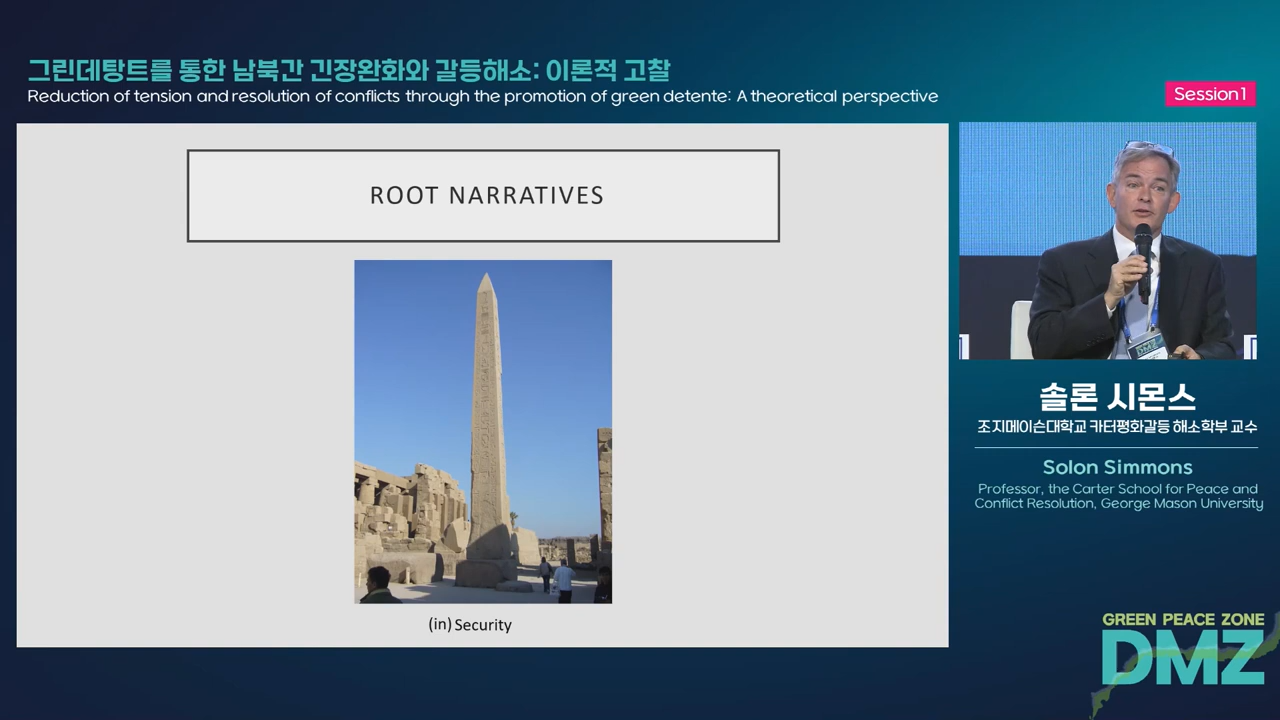 그린데탕트를 통한 남북간 긴장완화와 갈등해소: 이론적 고찰
Reduction of tension and resolution of conflicts through the promotion of green detente: A theoretical perspective
Session1
ROOT NARRATIVES
(in) Security
DMZ
솔론 시몬스
조지메이슨대학교 카터평화갈등 해소학부 교수
Solon Simmons
Professor, the Carter School for Peace and
Conflict Resolution, George Mason University
GREEN PEACE ZONE
DMZ